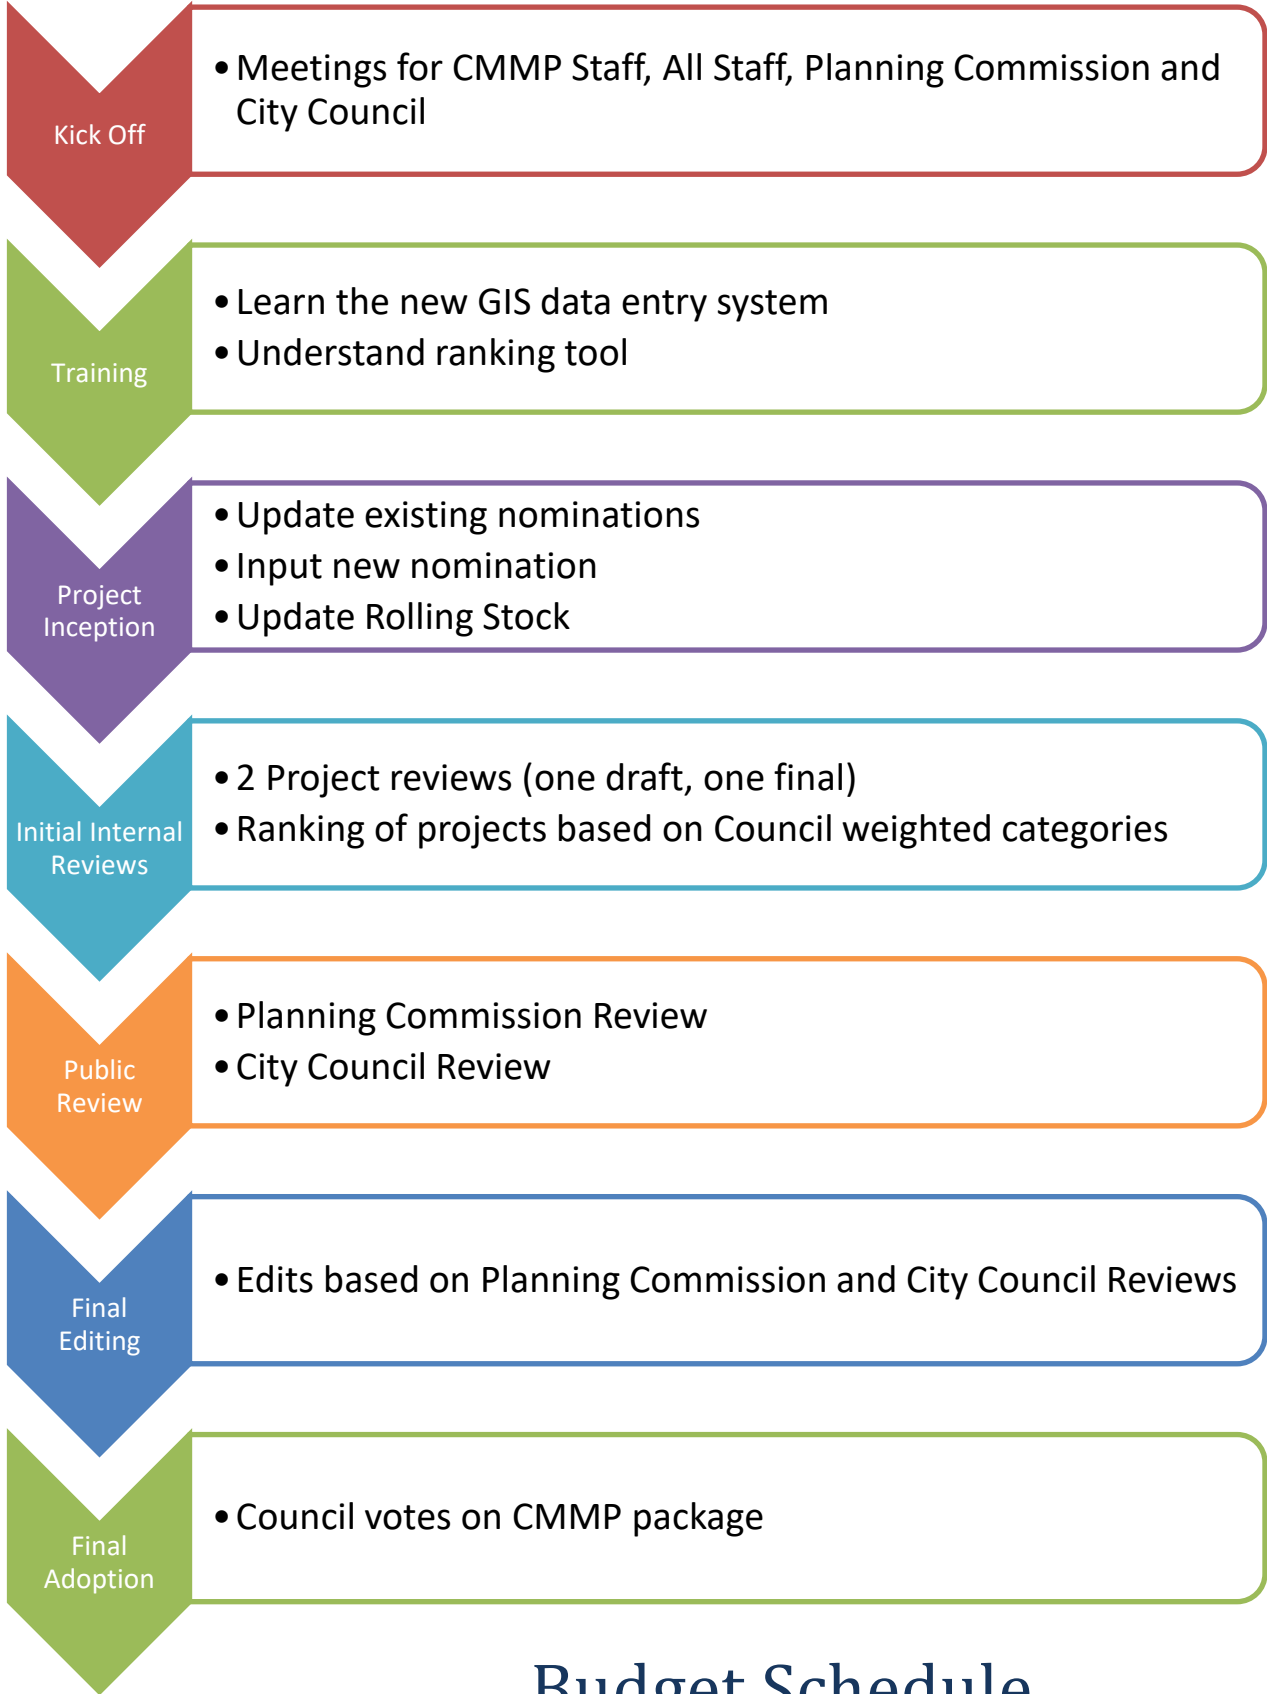 Kick Off
• Meetings for CMMP Staff, All Staff, Planning Commission and
City Council
Training
• Learn the new GIS data entry system
• Understand ranking tool
Project
Inception
• Update existing nominations
• Input new nomination
• Update Rolling Stock
Initial Internal
Reviews
• 2 Project reviews (one draft, one final)
• Ranking of projects based on Council weighted categories
Public
Review
• Planning Commission Review
• City Council Review
Final
Editing
• Edits based on Planning Commission and City Council Reviews
Final
Adoption
• Council votes on CMMP package
Budget Schedule